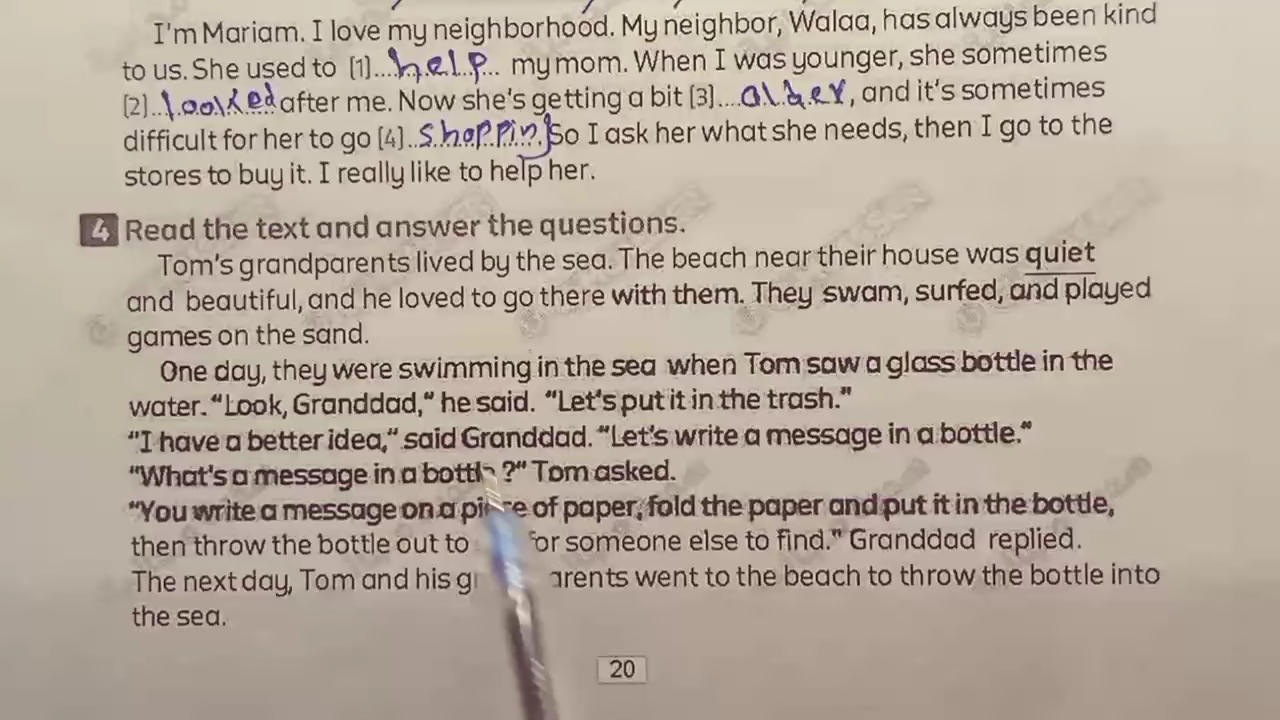 I'm Mariam. I love my neighborhood. My neighbor, Walaa, has always been kind
to us. She used to [1]...help... my mom. When I was younger, she sometimes
[2]..looked after me. Now she's getting a bit [3]....older, and it's sometimes
difficult for her to go [4]..shopping So I ask her what she needs, then I go to the
stores to buy it. I really like to help her.
4 Read the text and answer the questions.
Tom's grandparents lived by the sea. The beach near their house was quiet
and beautiful, and he loved to go there with them. They swam, surfed, and played
games on the sand.
One day, they were swimming in the sea when Tom saw a glass bottle in the
water. "Look, Granddad," he said. "Let's put it in the trash."
"I have a better idea," said Granddad. "Let's write a message in a bottle."
"What's a message in a bottle?" Tom asked.
"You write a message on a piece of paper, fold the paper and put it in the bottle,
then throw the bottle out to for someone else to find." Granddad replied.
The next day, Tom and his grandparents went to the beach to throw the bottle into
the sea.
20